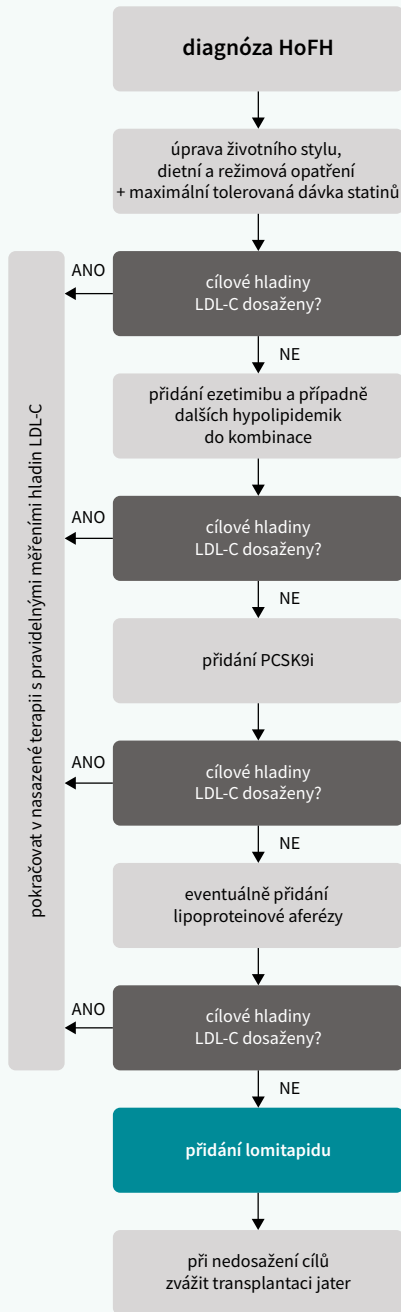 diagnóza HoFH
úprava životního stylu,
dietní a režimová opatření
+ maximální tolerovaná dávka statinů
ANO
cílové hladiny
LDL-C dosaženy?
NE
přidání ezetimibu a případně
dalších hypolipidemik
do kombinace
ANO
cílové hladiny
LDL-C dosaženy?
NE
přidání PCSK9i
ANO
cílové hladiny
LDL-C dosaženy?
NE
eventuálně přidání
lipoproteinové aferézy
ANO
cílové hladiny
LDL-C dosaženy?
NE
pokračovat v nasazené terapii s pravidelnými měřeními hladin LDL-C
přidání lomitapidu
při nedosažení cílů
zvážit transplantaci jater